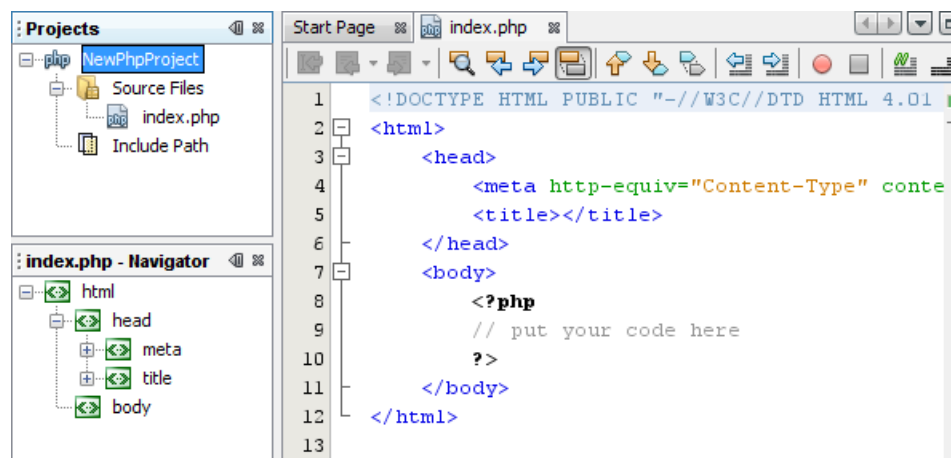 Projects
php NewPhpProject
Source Files
php index.php
Include Path
index.php - Navigator
html
head
meta
title
body
Start Page
php index.php
1 <!DOCTYPE HTML PUBLIC "-//W3C//DTD HTML 4.01
2 <html>
3 <head>
4 <meta http-equiv="Content-Type" conte
5 <title></title>
6 </head>
7 <body>
8 <?php
9 // put your code here
10 ?>
11 </body>
12 </html>
13